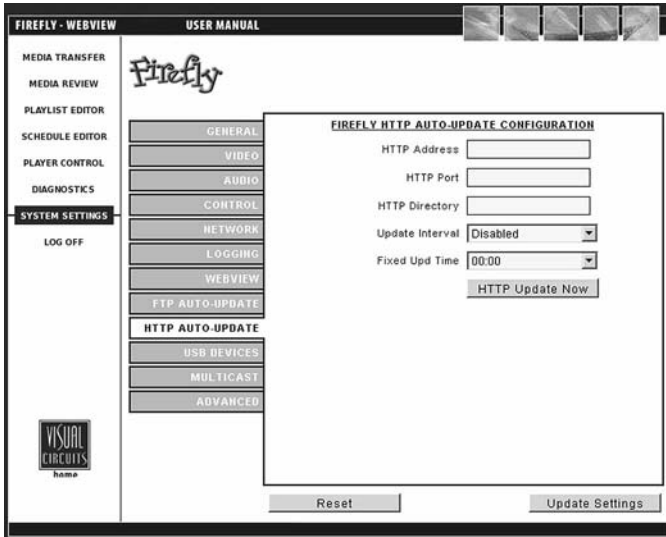 FIREFLY - WEBVIEW USER MANUAL
MEDIA TRANSFER
MEDIA REVIEW
PLAYLIST EDITOR
SCHEDULE EDITOR
PLAYER CONTROL
DIAGNOSTICS
SYSTEM SETTINGS
LOG OFF
VISUAL
CIRCUITS
home
Firefly
GENERAL
VIDEO
AUDIO
CONTROL
NETWORK
LOGGING
WEBVIEW
FTP AUTO-UPDATE
HTTP AUTO-UPDATE
USB DEVICES
MULTICAST
ADVANCED
FIREFLY HTTP AUTO-UPDATE CONFIGURATION
HTTP Address
HTTP Port
HTTP Directory
Update Interval Disabled
Fixed Upd Time 00:00
HTTP Update Now
Reset Update Settings